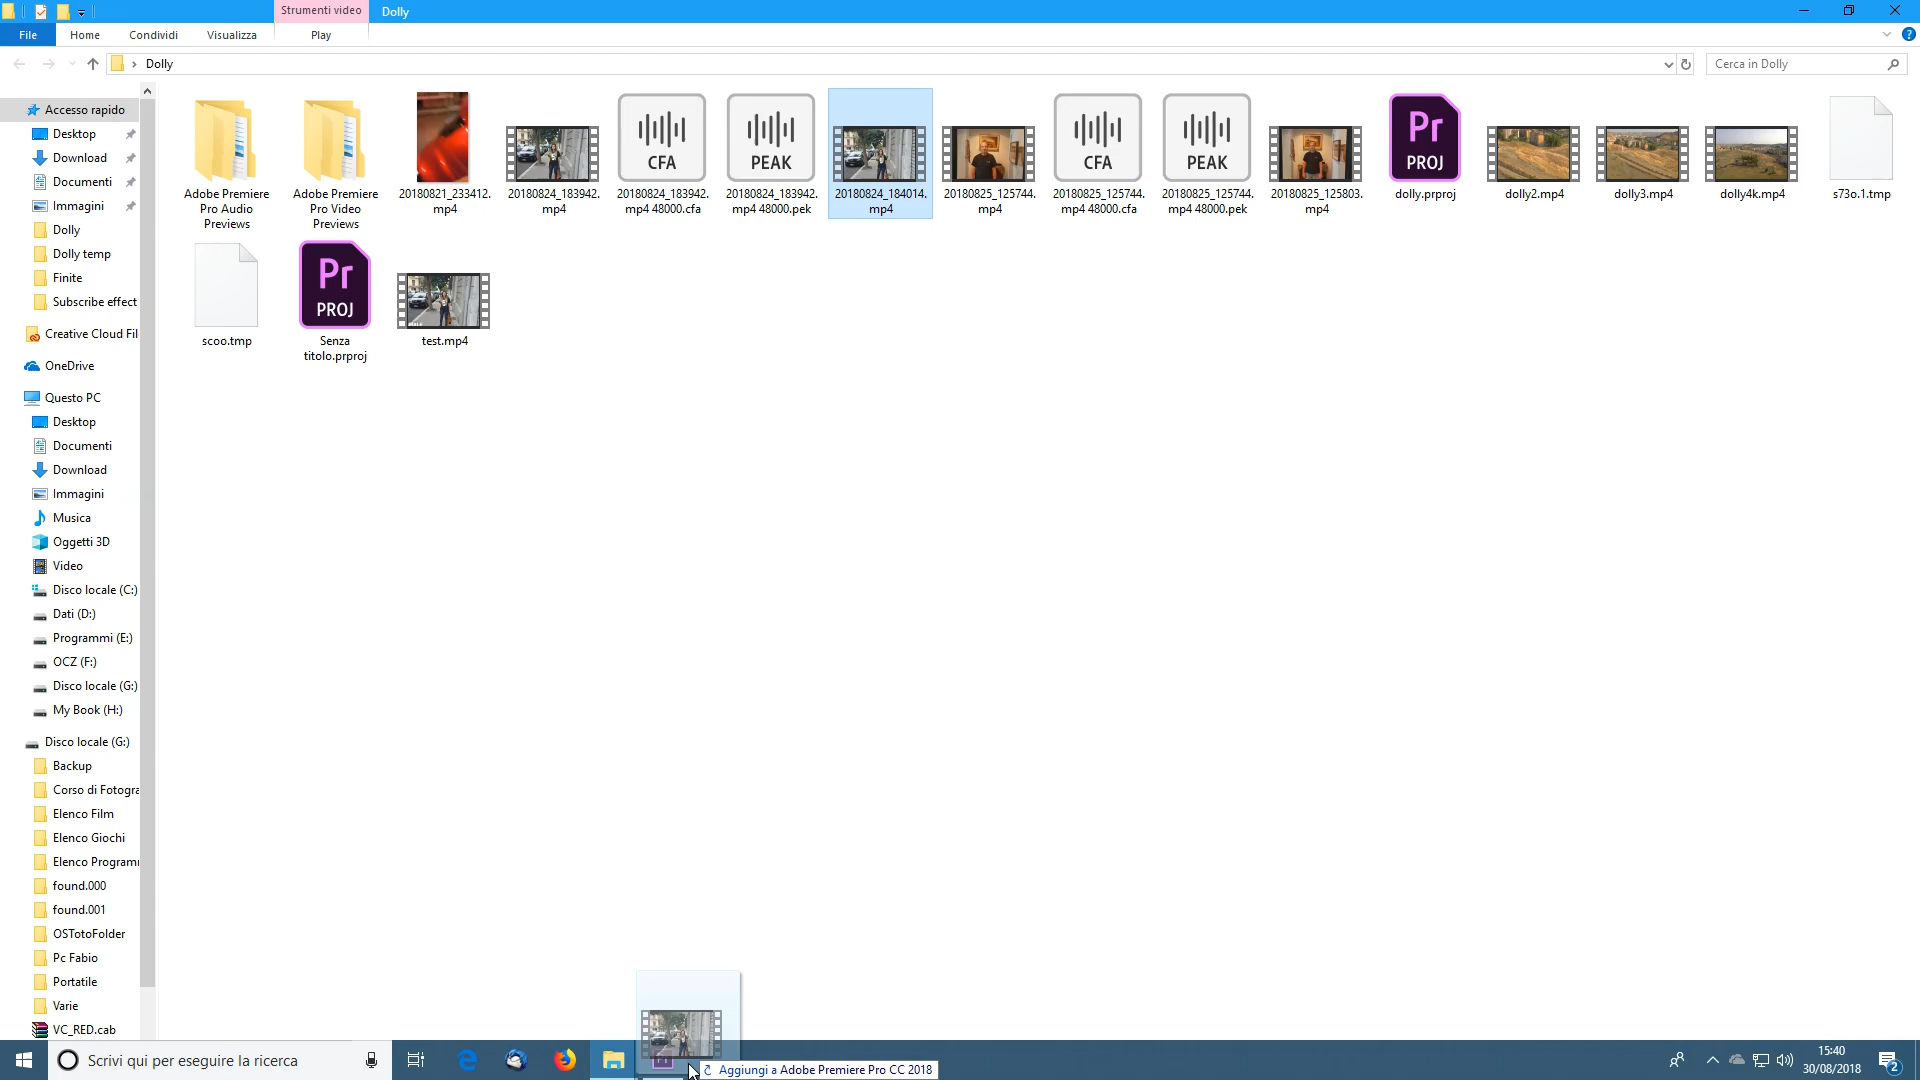 Strumenti video
Dolly
File
Home
Condividi
Visualizza
Play
Dolly
Cerca in Dolly
Accesso rapido
Desktop
Download
Documenti
Immagini
Dolly
Dolly temp
Finite
Subscribe effect
Creative Cloud Fil
OneDrive
Questo PC
Desktop
Documenti
Download
Immagini
Musica
Oggetti 3D
Video
Disco locale (C:)
Dati (D:)
Programmi (E:)
OCZ (F:)
Disco locale (G:)
My Book (H:)
Disco locale (G:)
Backup
Corso di Fotogra
Elenco Film
Elenco Giochi
Elenco Programm
found.000
found.001
OSTotoFolder
Pc Fabio
Portatile
Varie
VC_RED.cab
Adobe Premiere
Pro Audio
Previews
Adobe Premiere
Pro Video
Previews
20180821_233412.
mp4
20180824_183942.
mp4
CFA
20180824_183942.
mp4 48000.cfa
PEAK
20180824_183942.
mp4 48000.pek
20180824_184014.
mp4
20180825_125744.
mp4
CFA
20180825_125744.
mp4 48000.cfa
PEAK
20180825_125744.
mp4 48000.pek
20180825_125803.
mp4
Pr
PROJ
dolly.prproj
dolly2.mp4
dolly3.mp4
dolly4k.mp4
s73o.1.tmp
scoo.tmp
Pr
PROJ
Senza
titolo.prproj
test.mp4
Scrivi qui per eseguire la ricerca
Aggiungi a Adobe Premiere Pro CC 2018
15:40
30/08/2018
2